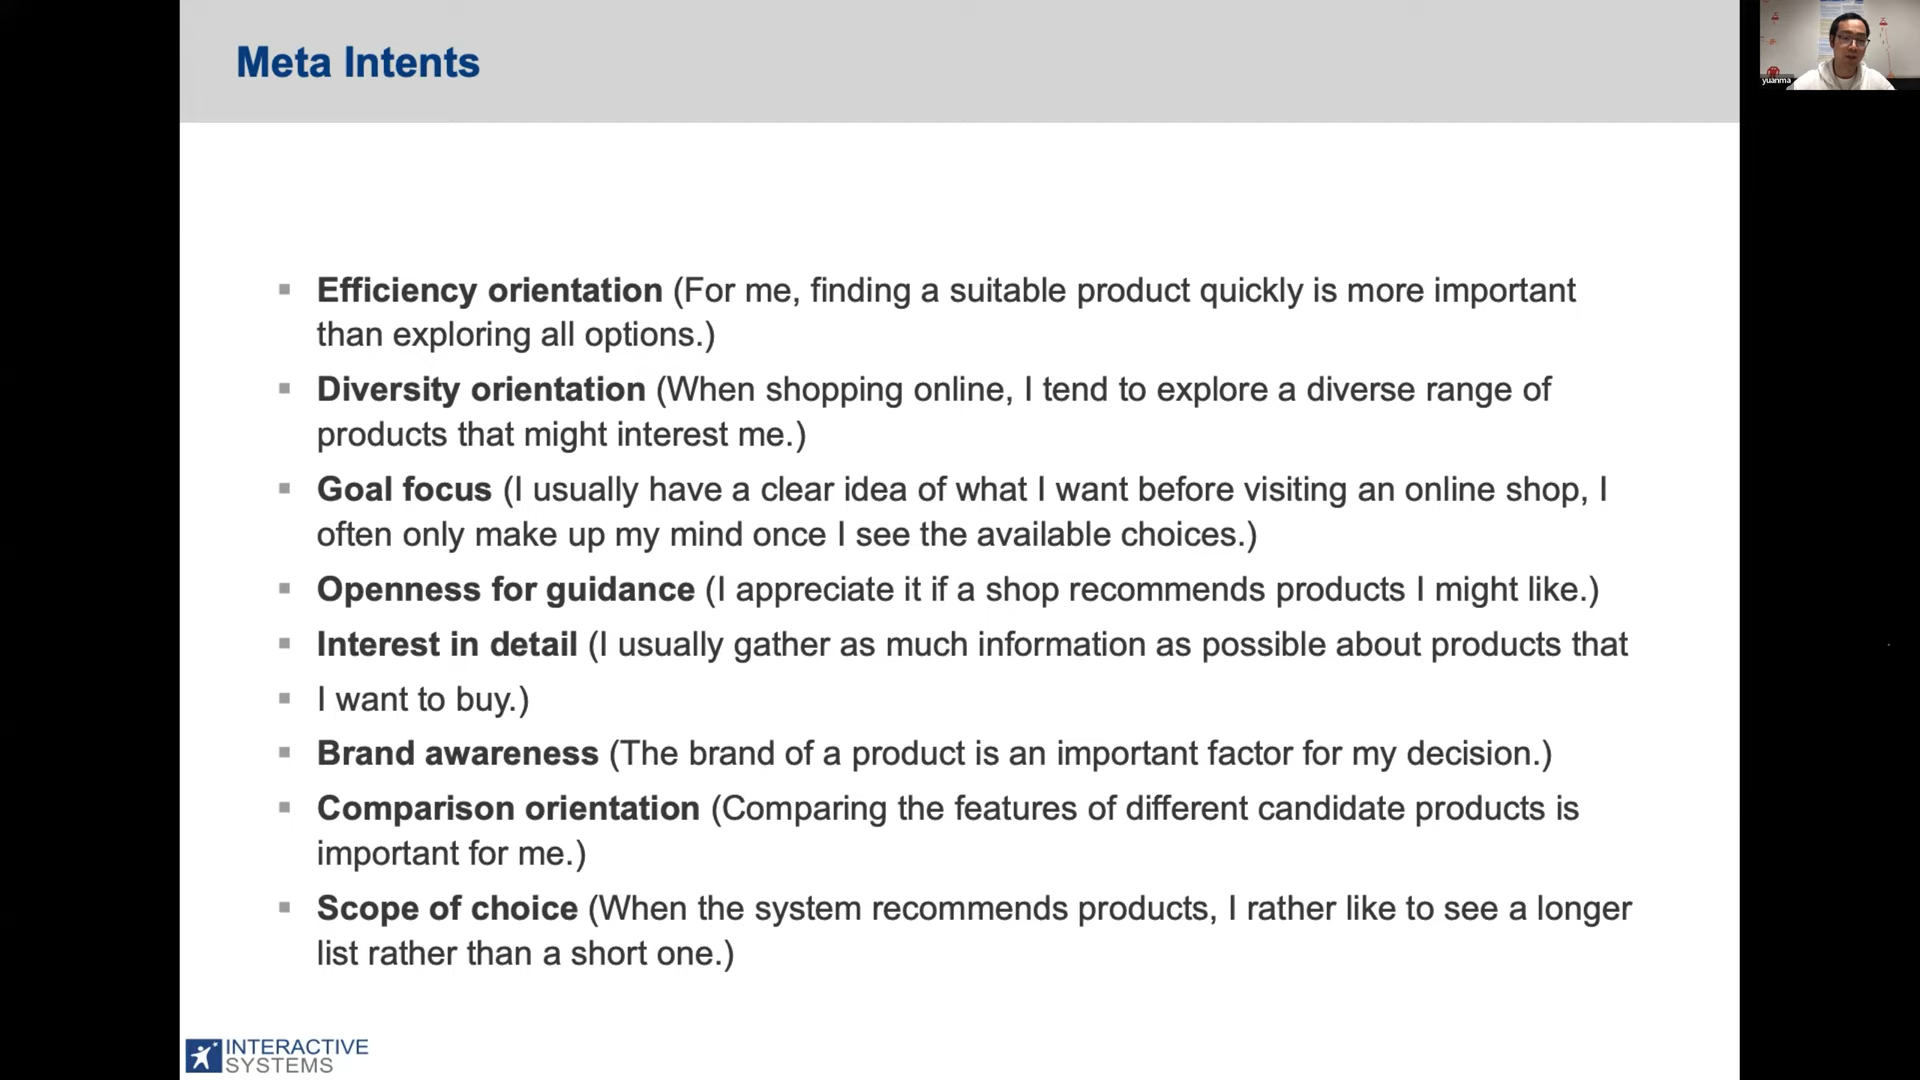 Meta Intents
yuanma
▪ Efficiency orientation (For me, finding a suitable product quickly is more important
than exploring all options.)
▪ Diversity orientation (When shopping online, I tend to explore a diverse range of
products that might interest me.)
▪ Goal focus (I usually have a clear idea of what I want before visiting an online shop, I
often only make up my mind once I see the available choices.)
▪ Openness for guidance (I appreciate it if a shop recommends products I might like.)
▪ Interest in detail (I usually gather as much information as possible about products that
▪ I want to buy.)
▪ Brand awareness (The brand of a product is an important factor for my decision.)
▪ Comparison orientation (Comparing the features of different candidate products is
important for me.)
▪ Scope of choice (When the system recommends products, I rather like to see a longer
list rather than a short one.)
INTERACTIVE
SYSTEMS